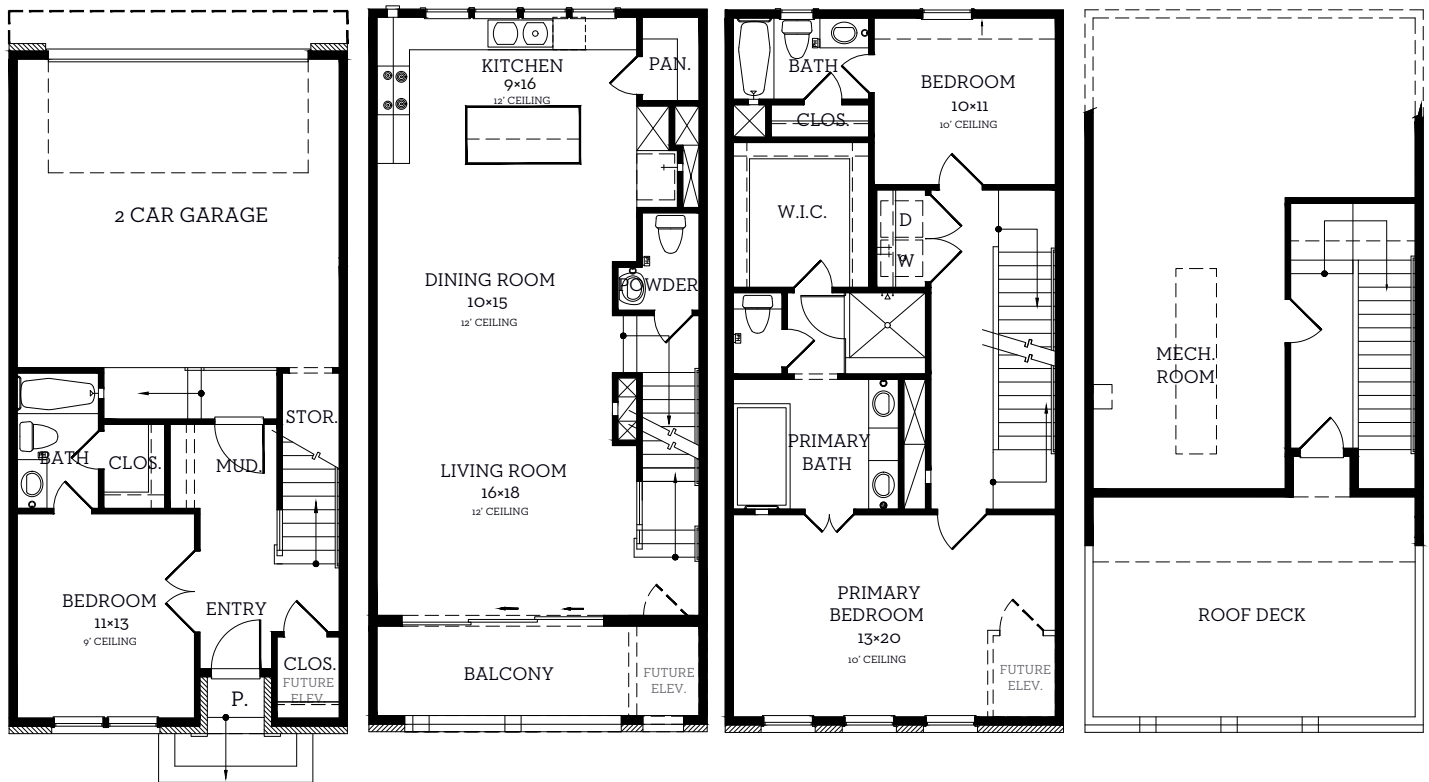 2 CAR GARAGE
STOR.
BATH
CLOS.
MUD.
BEDROOM
11×13
9' CEILING
ENTRY
CLOS.
FUTURE
ELEV.
P.
KITCHEN
9×16
12' CEILING
PAN.
DINING ROOM
10×15
12' CEILING
POWDER
LIVING ROOM
16×18
12' CEILING
BALCONY
FUTURE
ELEV.
BATH
BEDROOM
10×11
10' CEILING
CLOS.
W.I.C.
D
W
PRIMARY
BATH
PRIMARY
BEDROOM
13×20
10' CEILING
FUTURE
ELEV.
MECH.
ROOM
ROOF DECK